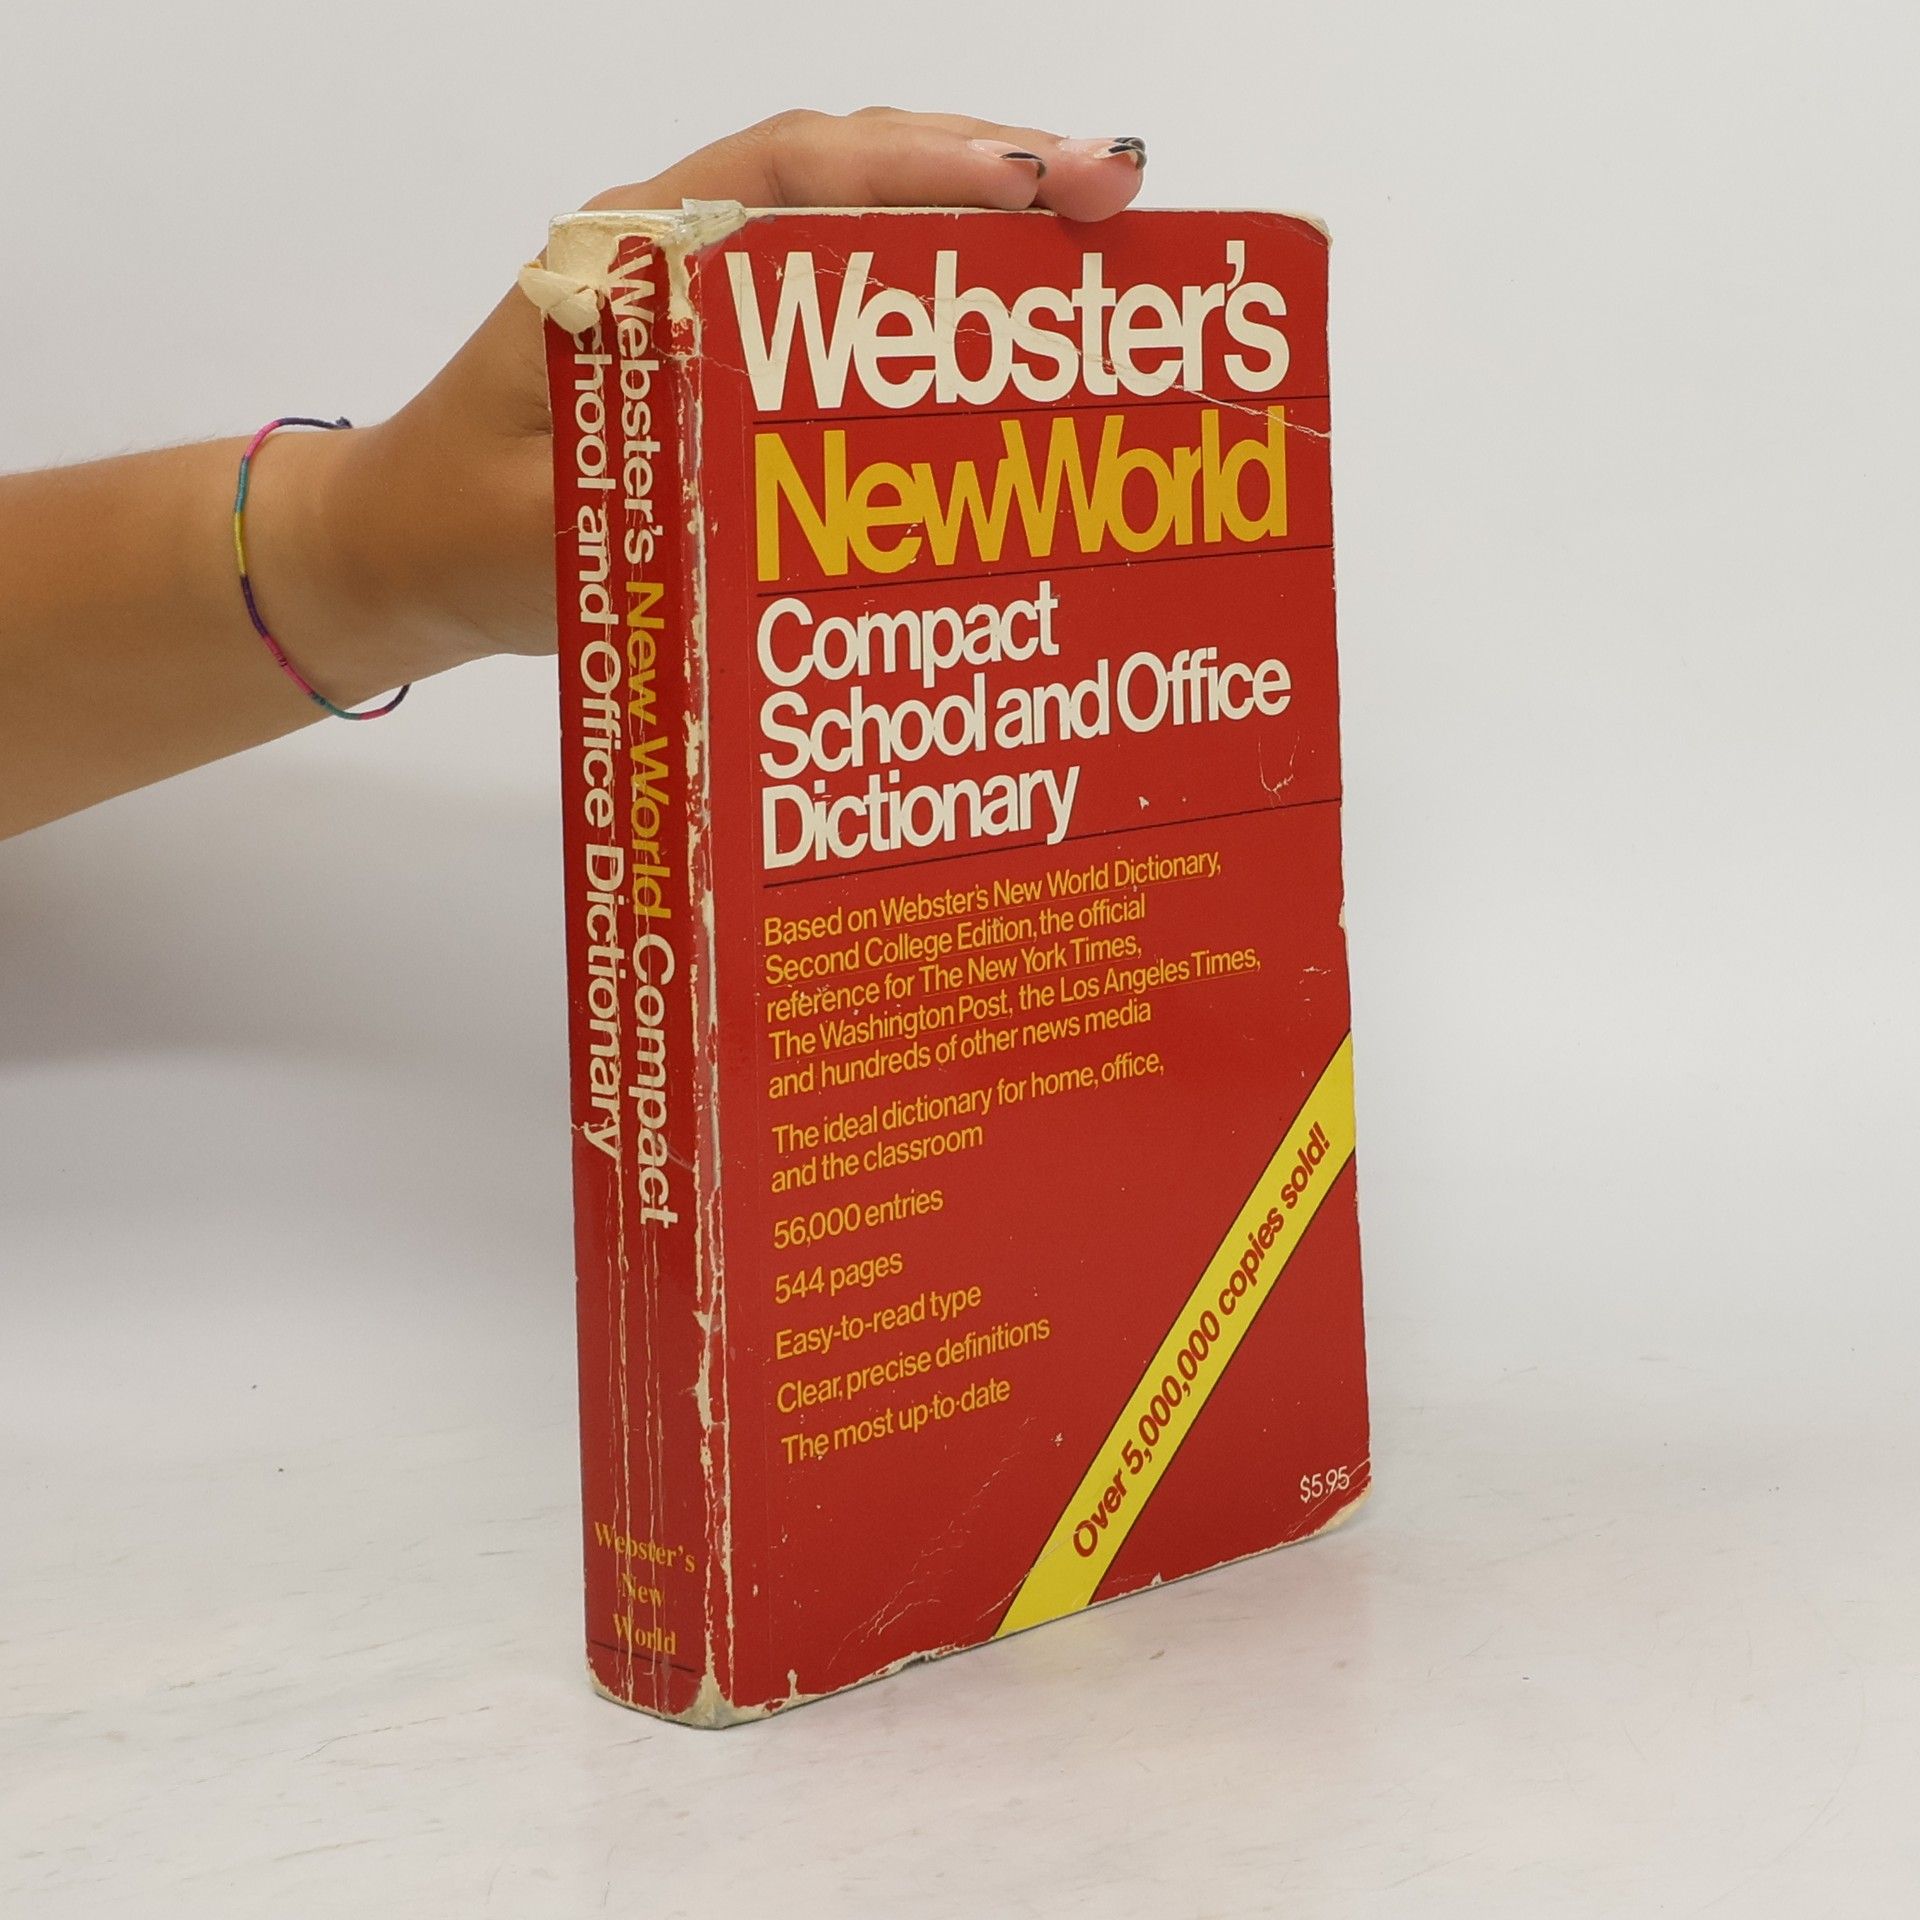 Webster's
New World
Compact
School and Office
Dictionary
Based on Webster's New World Dictionary,
Second College Edition, the official
reference for The New York Times,
The Washington Post, the Los Angeles Times,
and hundreds of other news media
The ideal dictionary for home, office,
and the classroom
56,000 entries
544 pages
Easy-to-read type
Clear, precise definitions
The most up-to-date
Over 5,000,000 copies sold!
$5.95
Webster's New World Compact
chool and Office Dictionary
Webster's
New
World